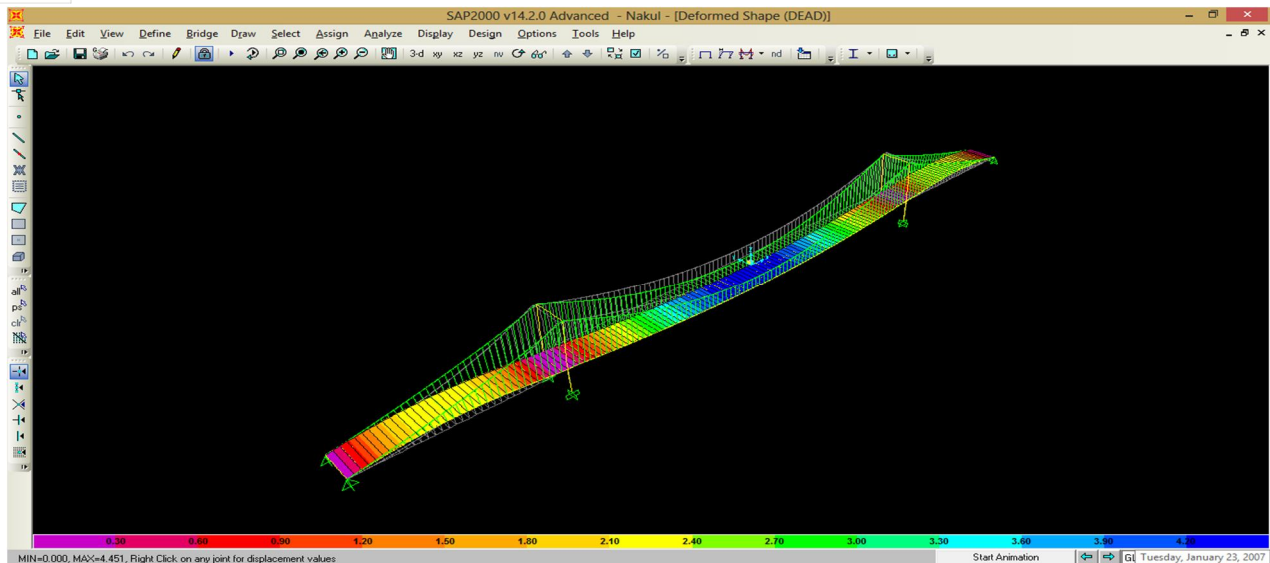 SAP2000 v14.2.0 Advanced - Nakul - [Deformed Shape (DEAD)]
File Edit View Define Bridge Draw Select Assign Analyze Display Design Options Tools Help
3-d xy xz yz nv nd
all
ps
clr
0.30 0.60 0.90 1.20 1.50 1.80 2.10 2.40 2.70 3.00 3.30 3.60 3.90 4.20
MIN=0.000, MAX=4.451, Right Click on any joint for displacement values Start Animation Tuesday, January 23, 2007